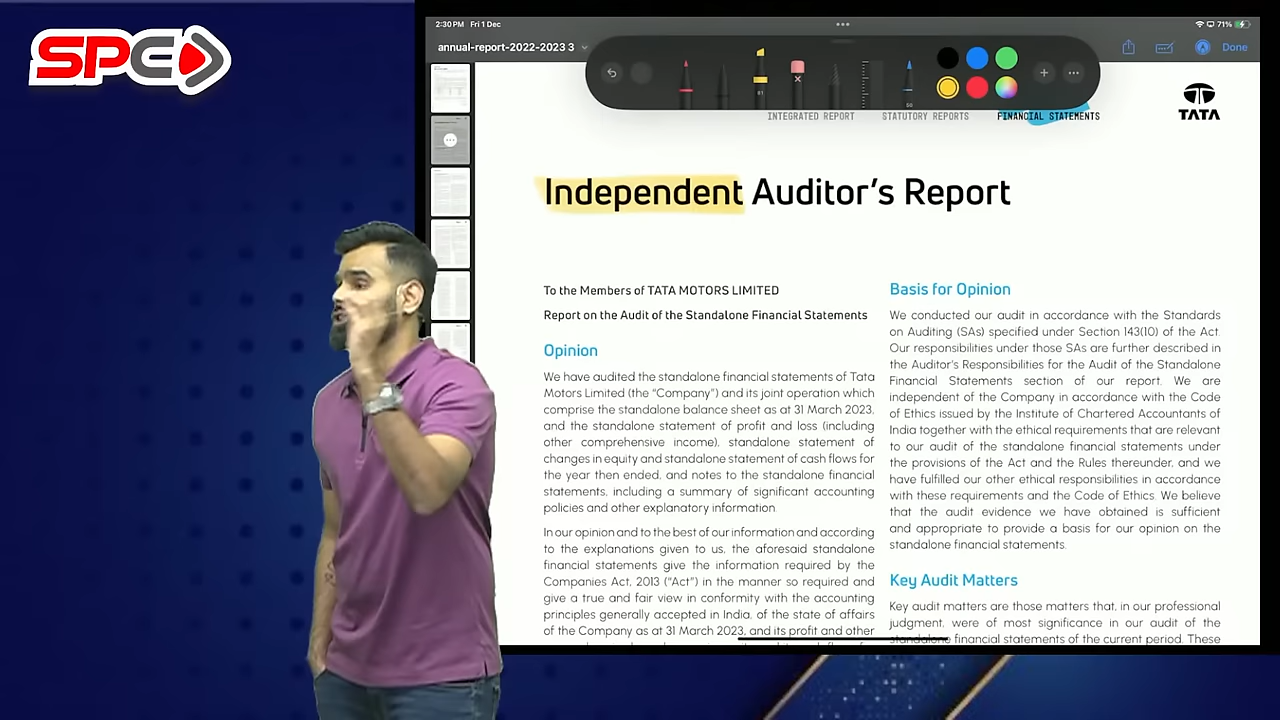 SPC
2:30 PM Fri 1 Dec
71%
annual-report-2022-2023 3
Done
INTEGRATED REPORT
STATUTORY REPORTS
FINANCIAL STATEMENTS
TATA
Independent Auditor's Report
To the Members of TATA MOTORS LIMITED
Report on the Audit of the Standalone Financial Statements
Opinion
We have audited the standalone financial statements of Tata
Motors Limited (the "Company") and its joint operation which
comprise the standalone balance sheet as at 31 March 2023,
and the standalone statement of profit and loss (including
other comprehensive income), standalone statement of
changes in equity and standalone statement of cash flows for
the year then ended, and notes to the standalone financial
statements, including a summary of significant accounting
policies and other explanatory information.
In our opinion and to the best of our information and according
to the explanations given to us, the aforesaid standalone
financial statements give the information required by the
Companies Act, 2013 ("Act") in the manner so required and
give a true and fair view in conformity with the accounting
principles generally accepted in India, of the state of affairs
of the Company as at 31 March 2023, and its profit and other
Basis for Opinion
We conducted our audit in accordance with the Standards
on Auditing (SAs) specified under Section 143(10) of the Act.
Our responsibilities under those SAs are further described in
the Auditor's Responsibilities for the Audit of the Standalone
Financial Statements section of our report. We are
independent of the Company in accordance with the Code
of Ethics issued by the Institute of Chartered Accountants of
India together with the ethical requirements that are relevant
to our audit of the standalone financial statements under
the provisions of the Act and the Rules thereunder, and we
have fulfilled our other ethical responsibilities in accordance
with these requirements and the Code of Ethics. We believe
that the audit evidence we have obtained is sufficient
and appropriate to provide a basis for our opinion on the
standalone financial statements.
Key Audit Matters
Key audit matters are those matters that, in our professional
judgment, were of most significance in our audit of the
standalone financial statements of the current period. These